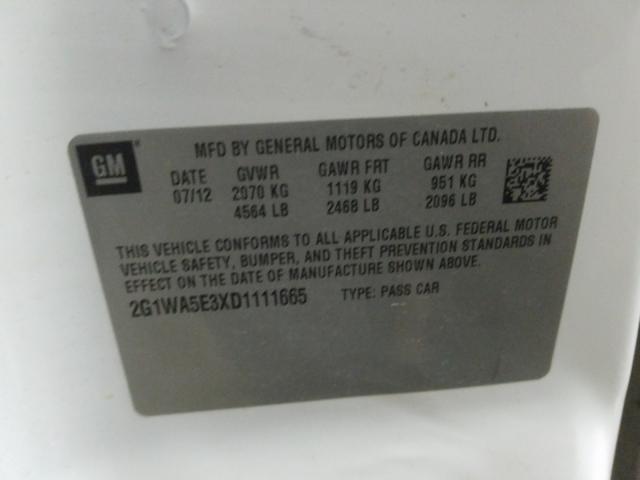 GM
MFD BY GENERAL MOTORS OF CANADA LTD.
DATE GVWR GAWR FRT GAWR RR
07/12 2070 KG 1119 KG 951 KG
4564 LB 2468 LB 2096 LB
THIS VEHICLE CONFORMS TO ALL APPLICABLE U.S. FEDERAL MOTOR
VEHICLE SAFETY, BUMPER, AND THEFT PREVENTION STANDARDS IN
EFFECT ON THE DATE OF MANUFACTURE SHOWN ABOVE.
2G1WA5E3XD1111665 TYPE: PASS CAR